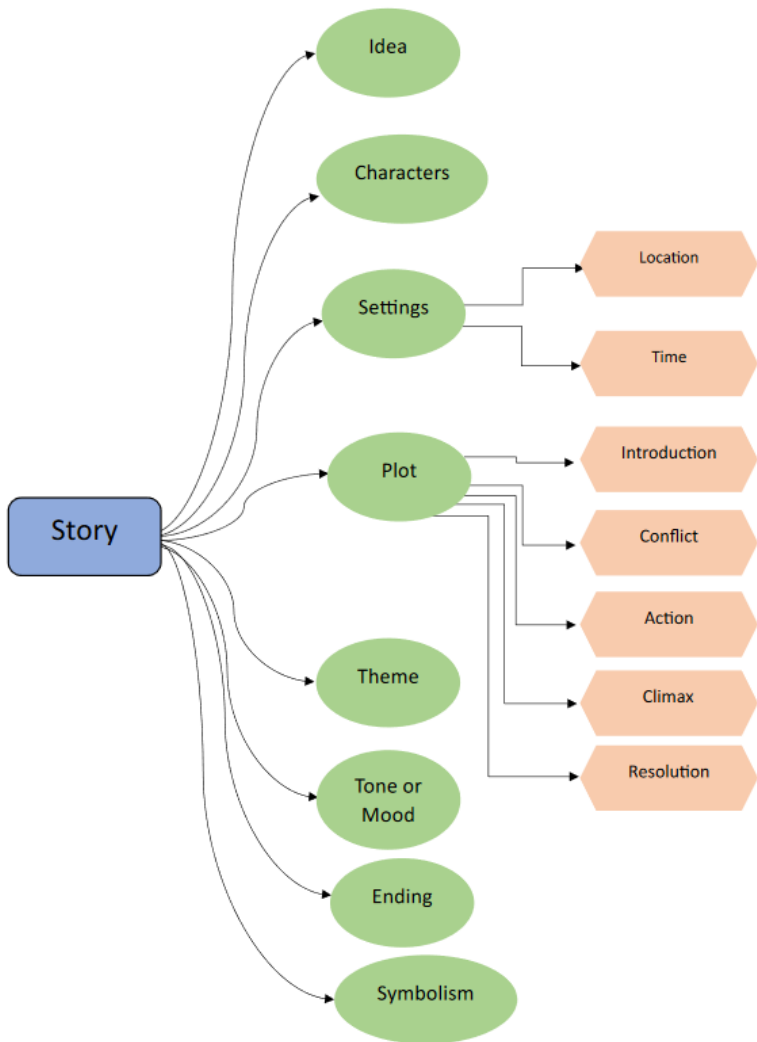 Idea
Characters
Settings
Location
Time
Plot
Introduction
Conflict
Action
Climax
Resolution
Story
Theme
Tone or
Mood
Ending
Symbolism